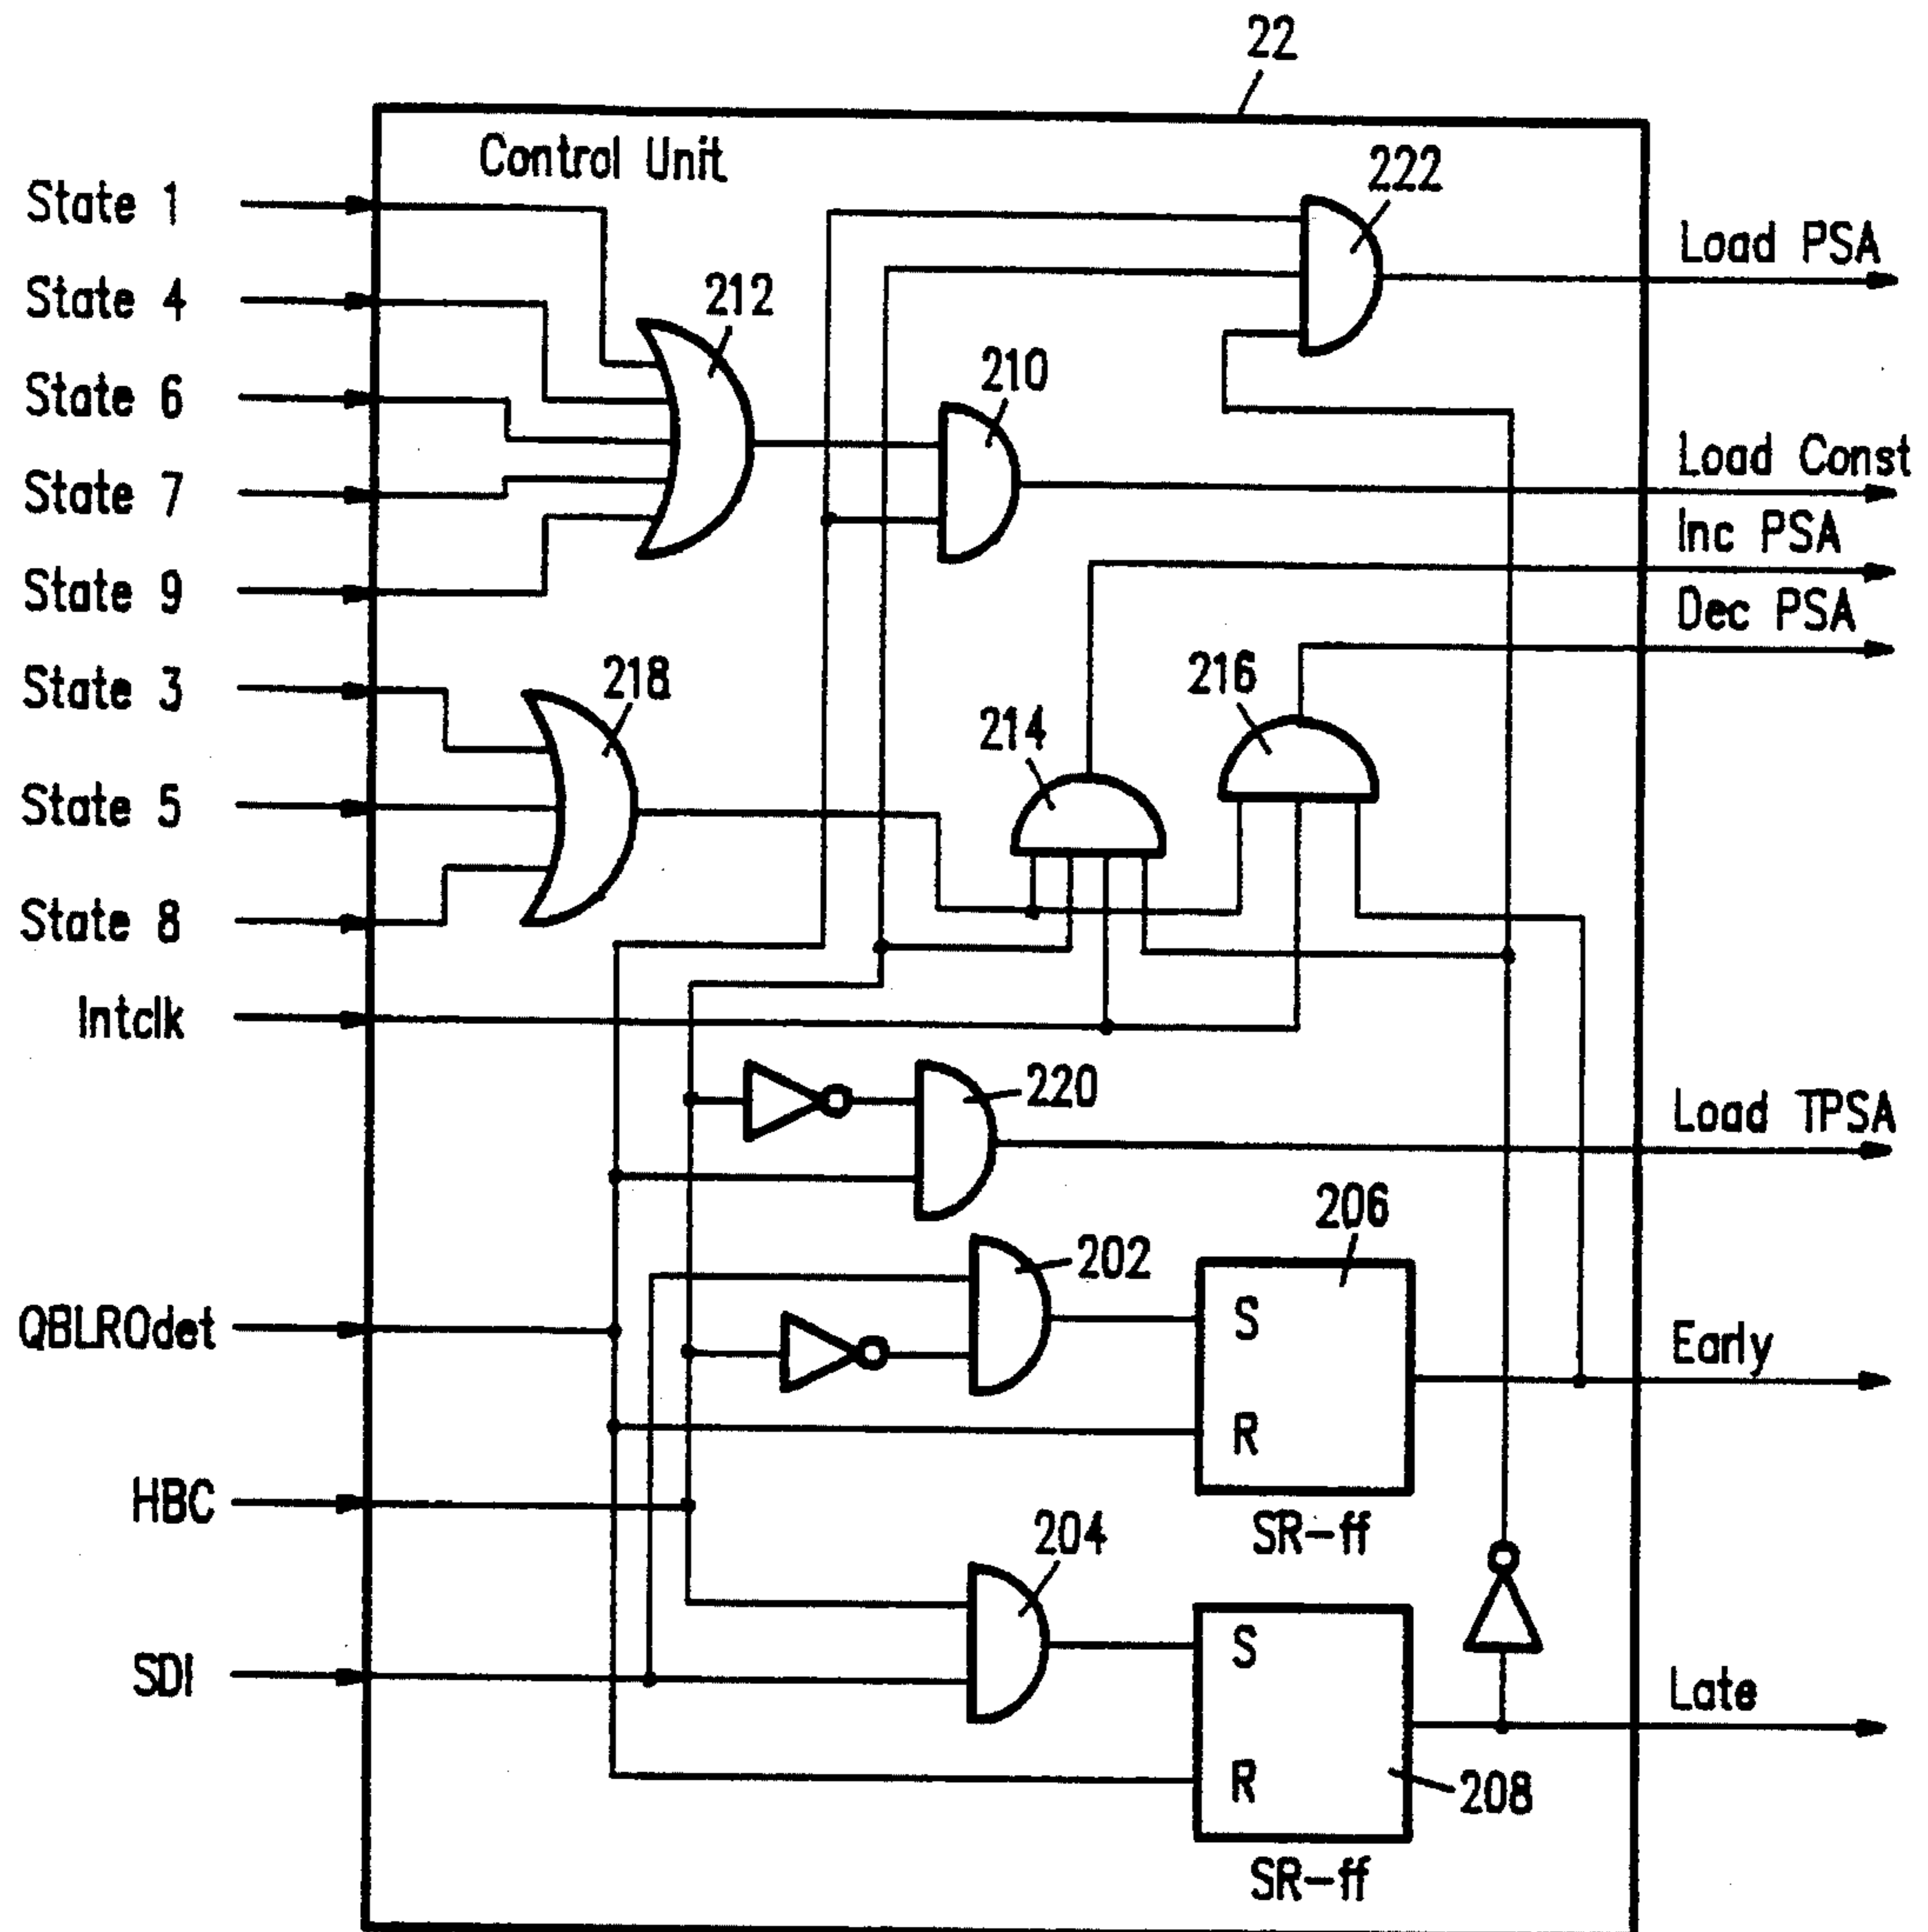 22
Control Unit
State 1
State 4
State 6
State 7
State 9
State 3
State 5
State 8
Intclk
QBLROdet
HBC
SDI
212
218
222
210
214
216
220
202
206
S
R
SR-ff
204
S
R
208
SR-ff
Load PSA
Load Const
Inc PSA
Dec PSA
Load TPSA
Early
Late